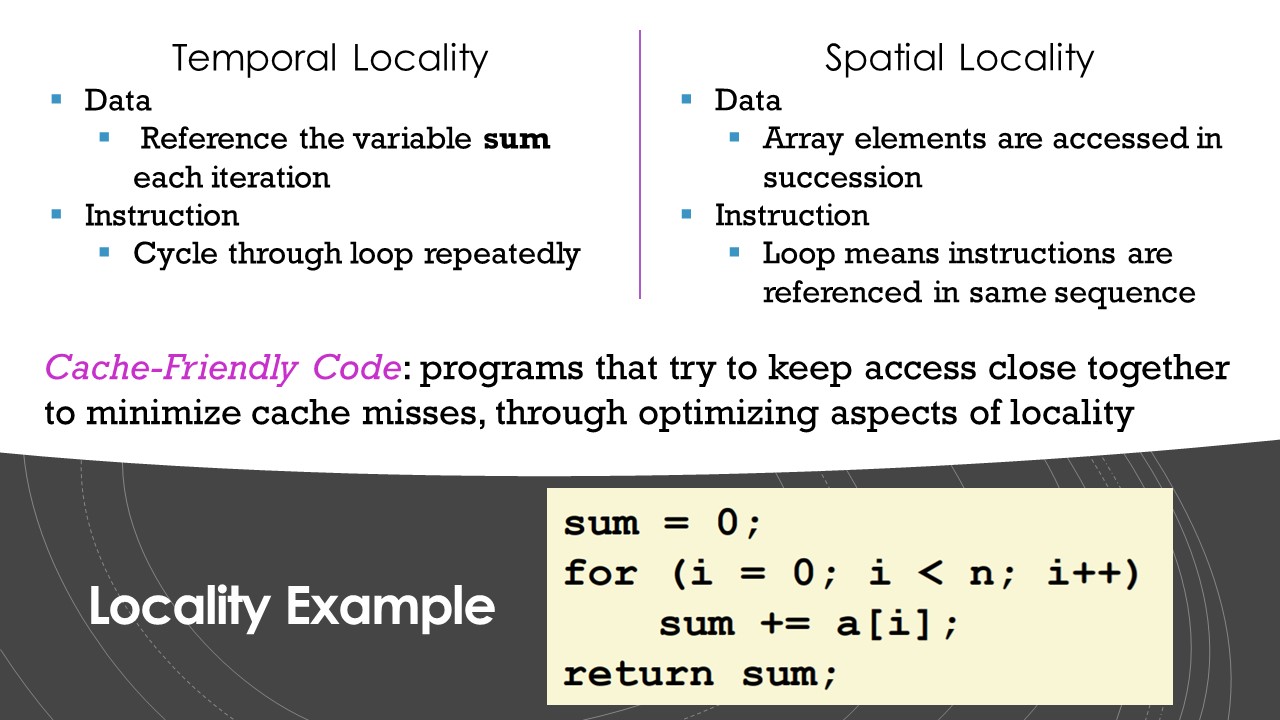 Temporal Locality
Data
Reference the variable sum
each iteration
Instruction
Cycle through loop repeatedly
Spatial Locality
Data
Array elements are accessed in
succession
Instruction
Loop means instructions are
referenced in same sequence
Cache-Friendly Code: programs that try to keep access close together
to minimize cache misses, through optimizing aspects of locality
Locality Example
sum = 0;
for (i = 0; i < n; i++)
    sum += a[i];
return sum;